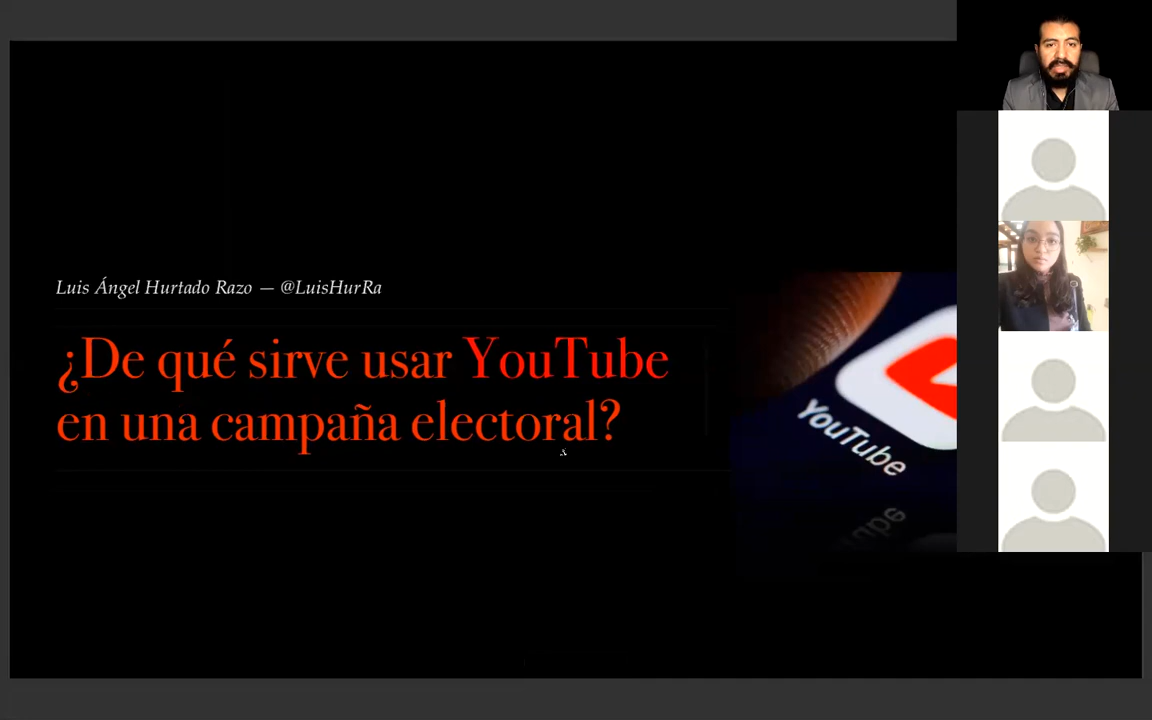 Luis Ángel Hurtado Razo — @LuisHurRa
¿De qué sirve usar YouTube
en una campaña electoral?
YouTube